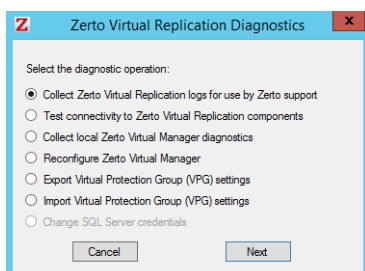 Z Zerto Virtual Replication Diagnostics x
Select the diagnostic operation:
Collect Zerto Virtual Replication logs for use by Zerto support
Test connectivity to Zerto Virtual Replication components
Collect local Zerto Virtual Manager diagnostics
Reconfigure Zerto Virtual Manager
Export Virtual Protection Group (VPG) settings
Import Virtual Protection Group (VPG) settings
Change SQL Server credentials
Cancel Next